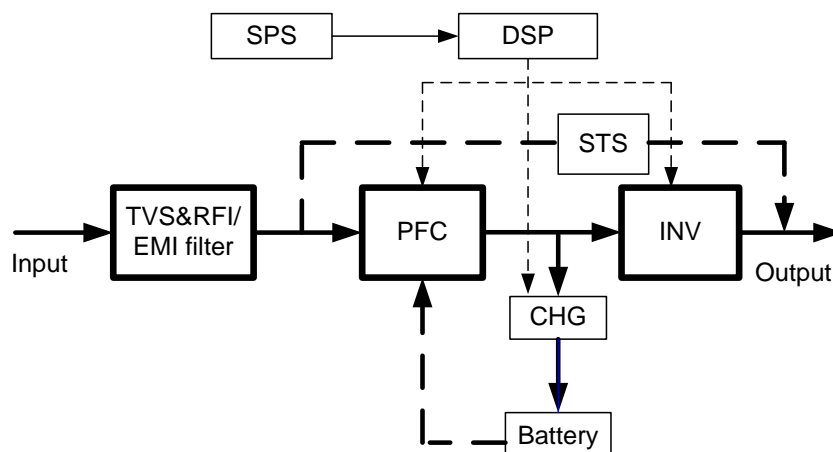 SPS
DSP
STS
TVS&RFI/
EMI filter
PFC
INV
Input
Output
CHG
Battery